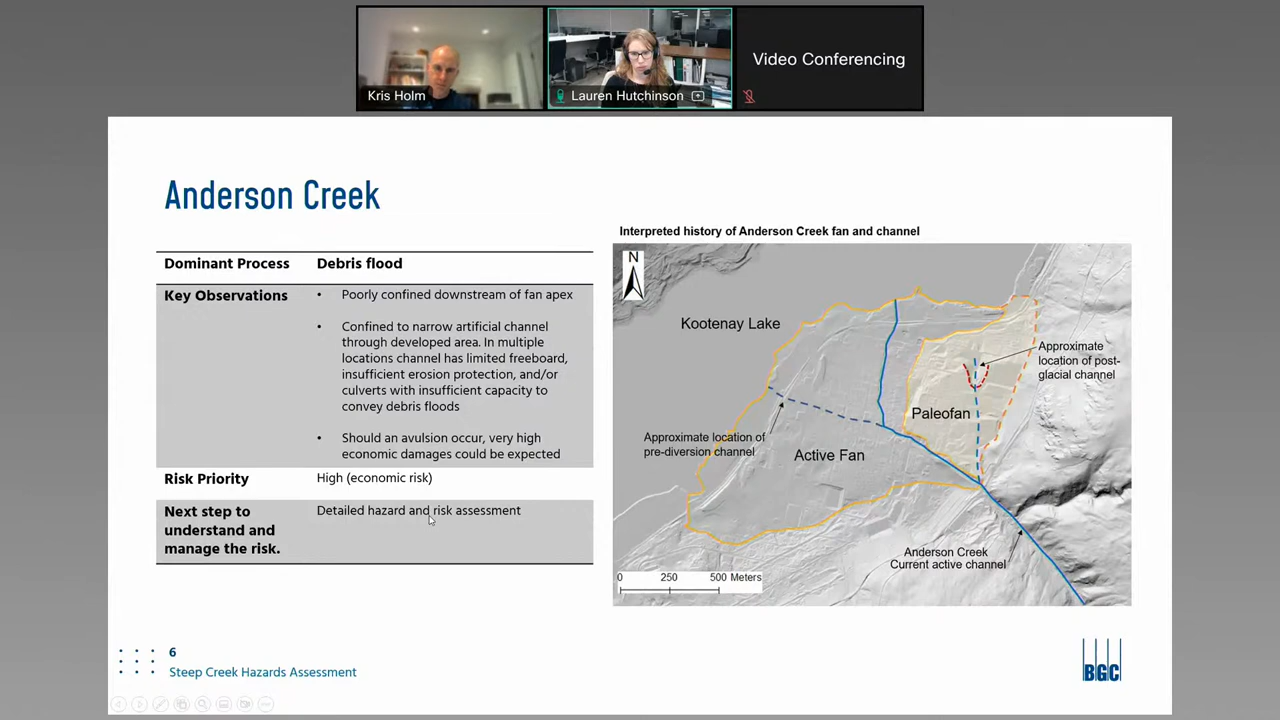 Kris Holm
Lauren Hutchinson
Video Conferencing
Anderson Creek
Dominant Process
Debris flood
Key Observations
• Poorly confined downstream of fan apex
• Confined to narrow artificial channel
through developed area. In multiple
locations channel has limited freeboard,
insufficient erosion protection, and/or
culverts with insufficient capacity to
convey debris floods
• Should an avulsion occur, very high
economic damages could be expected
Risk Priority
High (economic risk)
Next step to
understand and
manage the risk.
Detailed hazard and risk assessment
Interpreted history of Anderson Creek fan and channel
N
Kootenay Lake
Approximate
location of post-
glacial channel
Paleofan
Approximate location of
pre-diversion channel
Active Fan
Anderson Creek
Current active channel
0 250 500 Meters
6
Steep Creek Hazards Assessment
BGC